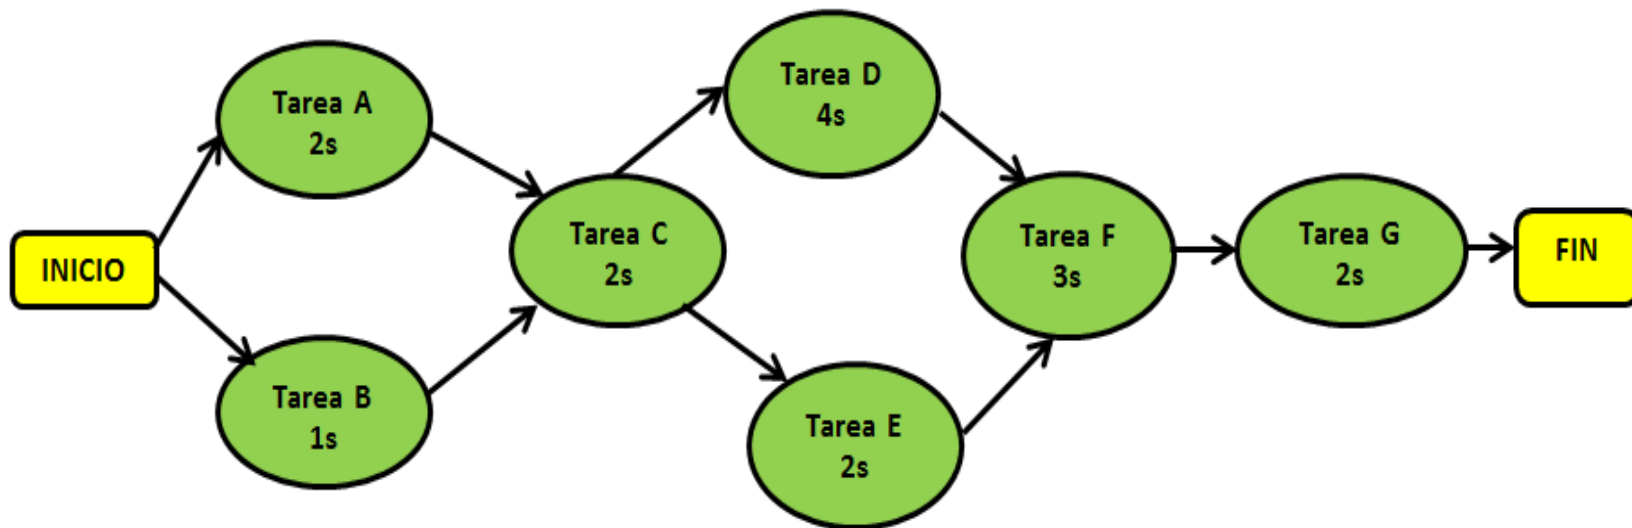 INICIO
Tarea A
2s
Tarea B
1s
Tarea C
2s
Tarea D
4s
Tarea E
2s
Tarea F
3s
Tarea G
2s
FIN